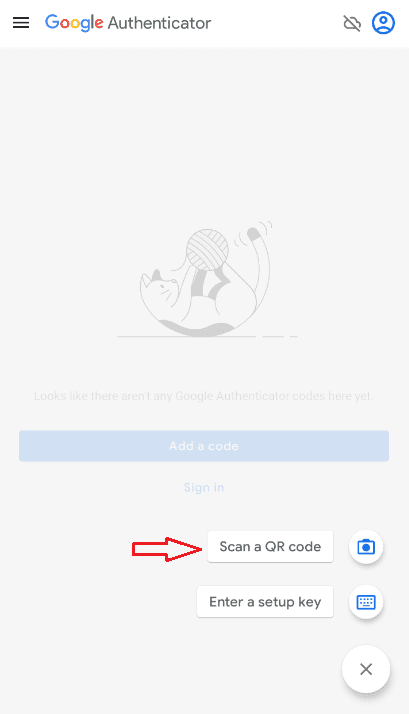 Google Authenticator
Looks like there aren't any Google Authenticator codes here yet.
Add a code
Sign in
Scan a QR code
Enter a setup key